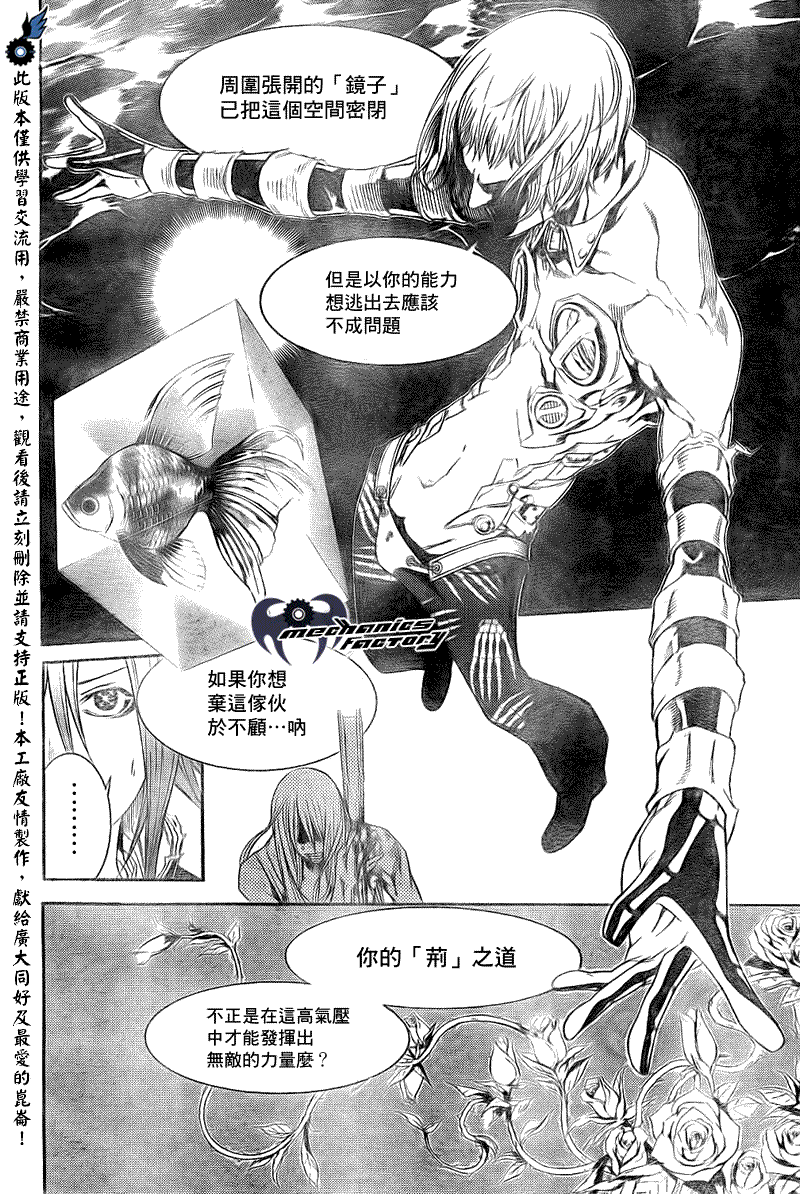 周圍張開的「鏡子」
已把這個空間密閉
但是以你的能力
想逃出去應該
不成問題
如果你想
棄這傢伙
於不顧…吶
………
你的「荊」之道
不正是在這高氣壓
中才能發揮出
無敵的力量麼？
mechanics
factory
此版本僅供學習交流用，嚴禁商業用途，觀看後請立刻刪除並請支持正版！本工廠友情製作，獻給廣大同好及最愛的崑崙！